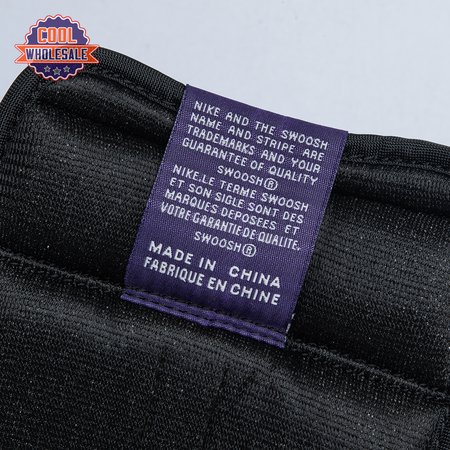 COOL
WHOLESALE
NIKE AND THE SWOOSH
NAME AND STRIPE ARE
TRADEMARKS AND YOUR
GUARANTEE OF QUALITY
SWOOSH®
NIKE.LE TERME SWOOSH
ET SON SIGLE SONT DES
MARQUES DEPOSEES ET
VOTRE GARANTIE DE QUALITE.
SWOOSH®
MADE IN CHINA
FABRIQUE EN CHINE